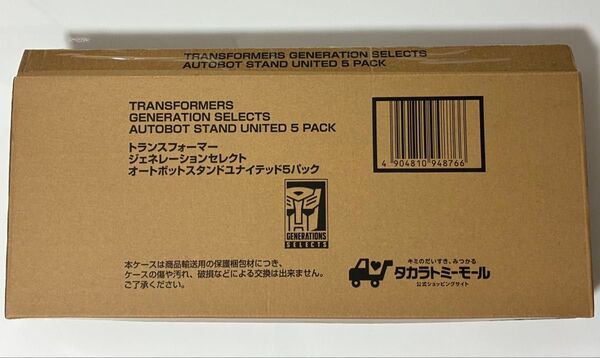 TRANSFORMERS GENERATION SELECTS
AUTOBOT STAND UNITED 5 PACK
TRANSFORMERS
GENERATION SELECTS
AUTOBOT STAND UNITED 5 PACK
トランスフォーマー
ジェネレーションセレクト
オートボットスタンドユナイテッド5パック
4 904810 948766
GENERATIONS
SELECTS
本ケースは商品輸送用の保護梱包材につき、
ケースの傷や汚れ、破損などによる交換は出来ません。
ご了承ください。
キミのだいすき、みつかる
タカラトミーモール
公式ショッピングサイト